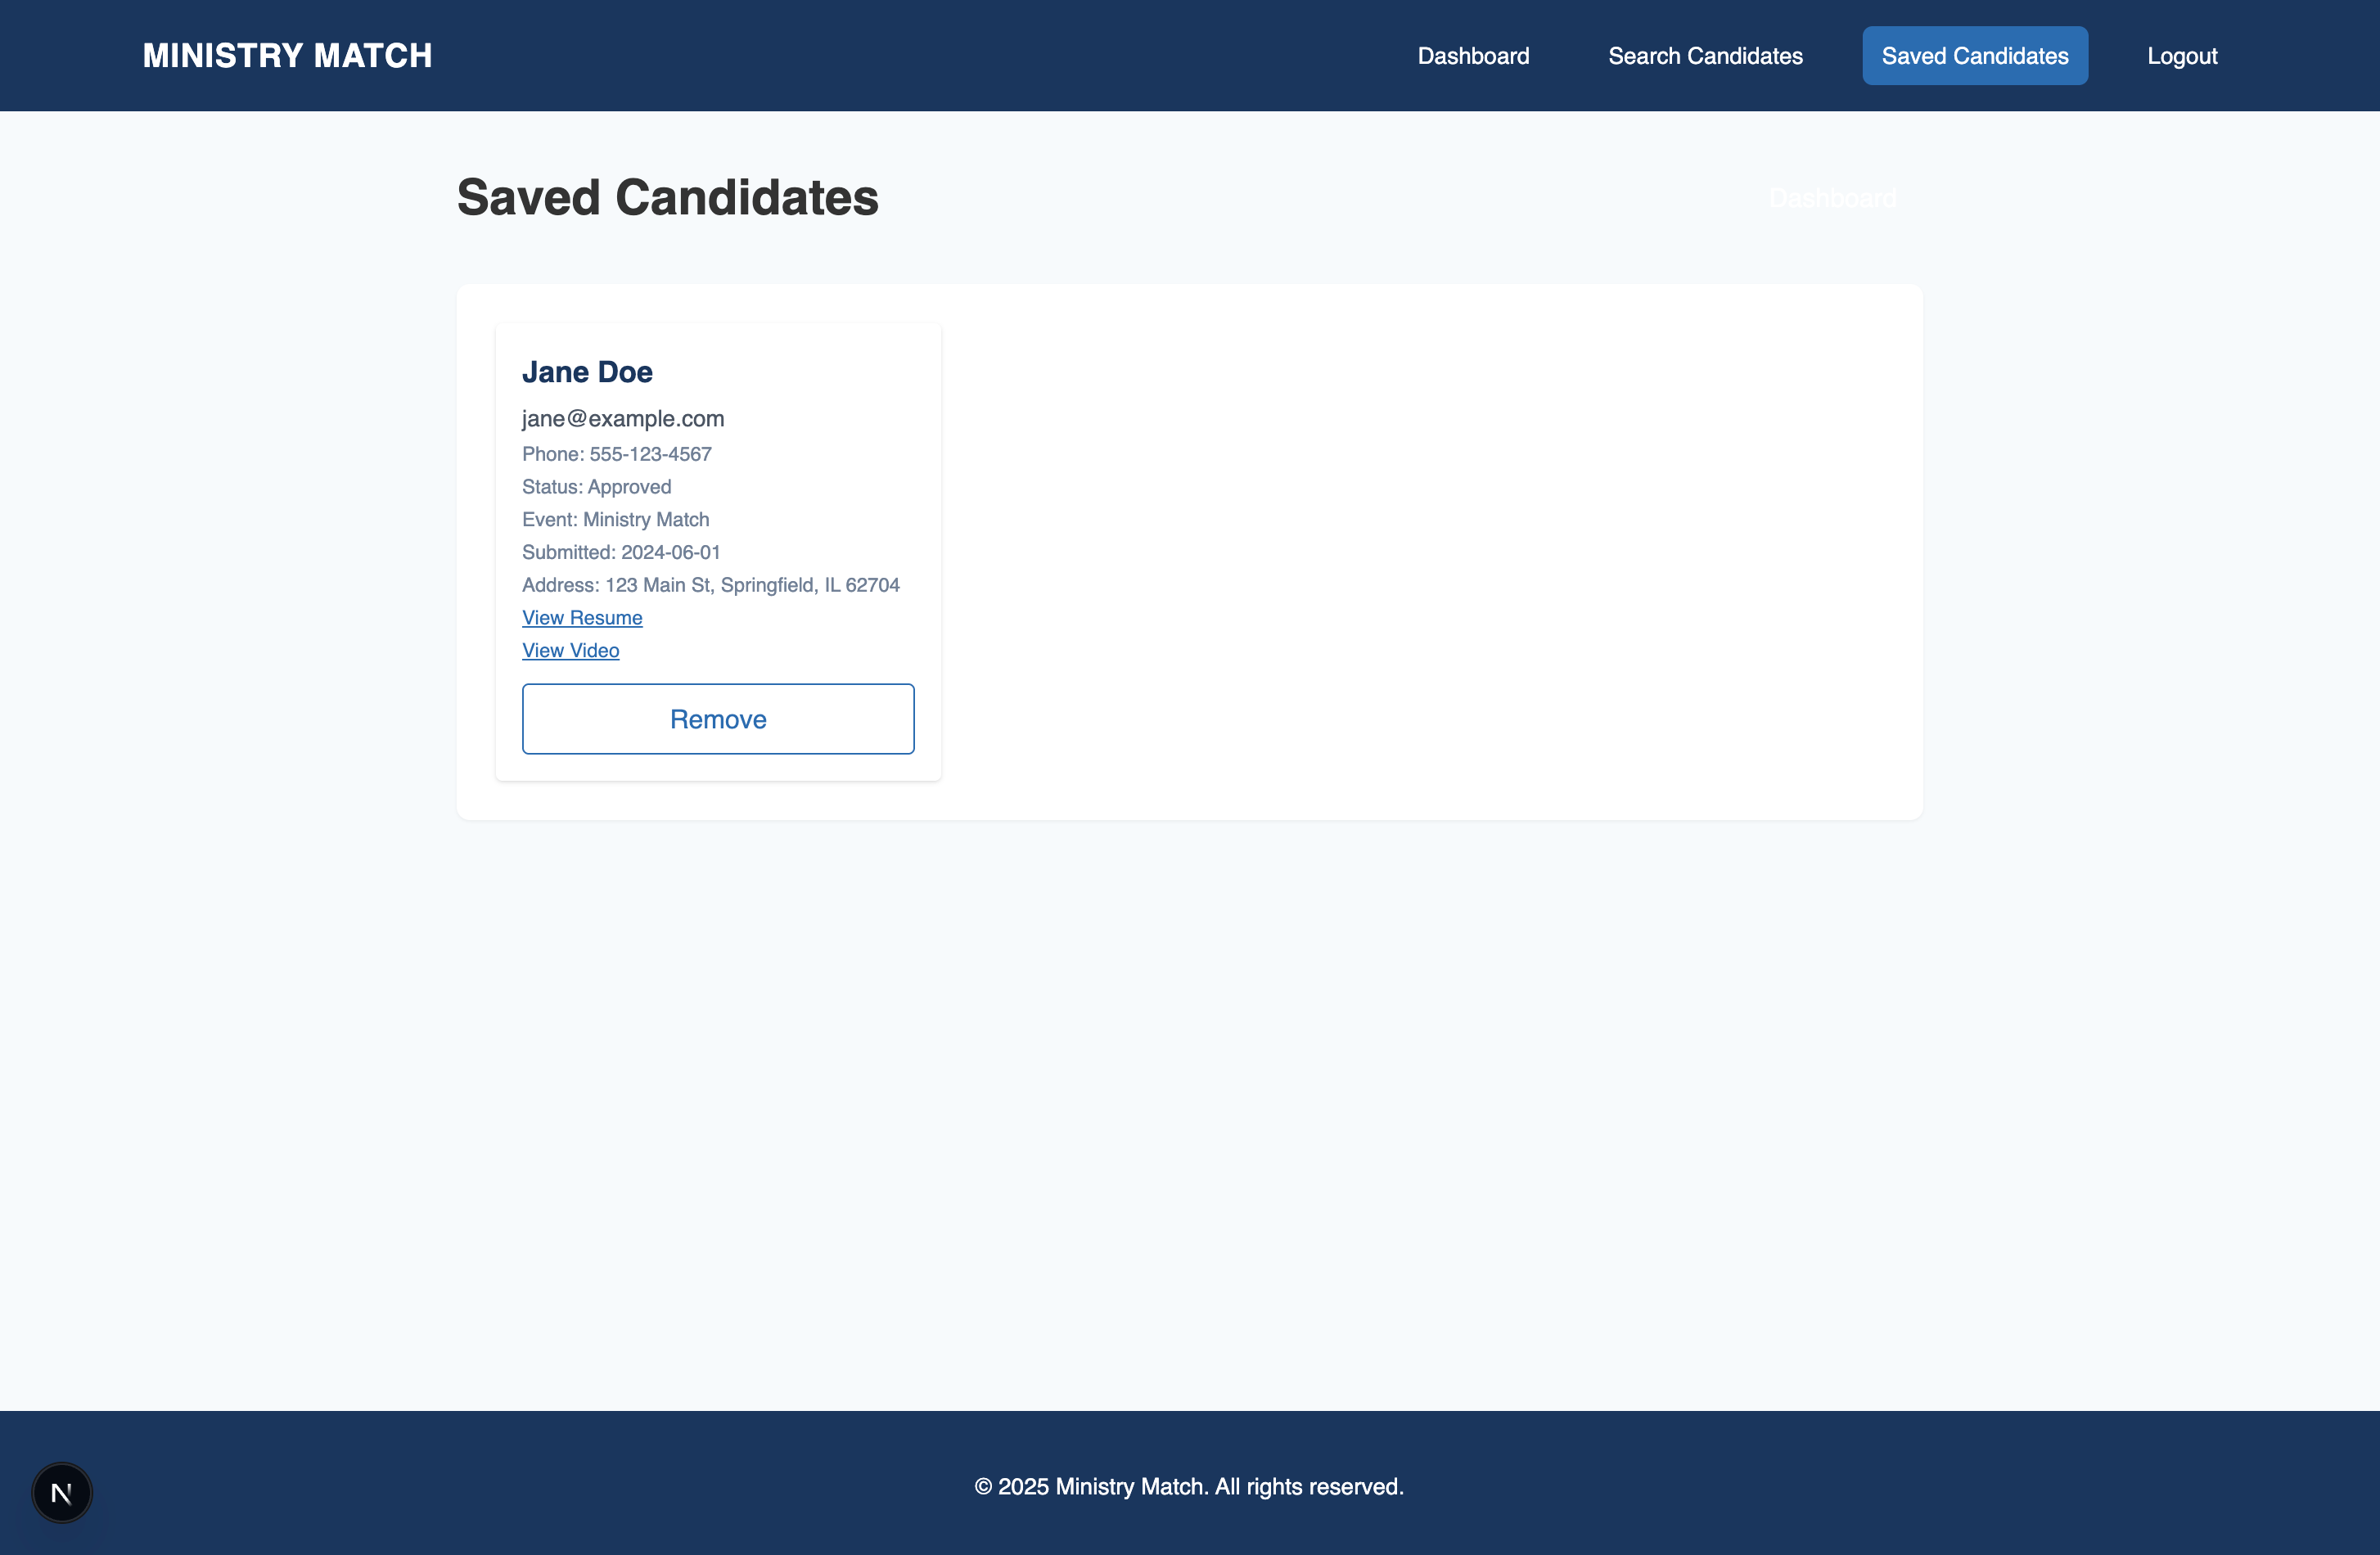 MINISTRY MATCH
Dashboard
Search Candidates
Saved Candidates
Logout
Saved Candidates
Dashboard
Jane Doe
jane@example.com
Phone: 555-123-4567
Status: Approved
Event: Ministry Match
Submitted: 2024-06-01
Address: 123 Main St, Springfield, IL 62704
View Resume
View Video
Remove
N
© 2025 Ministry Match. All rights reserved.